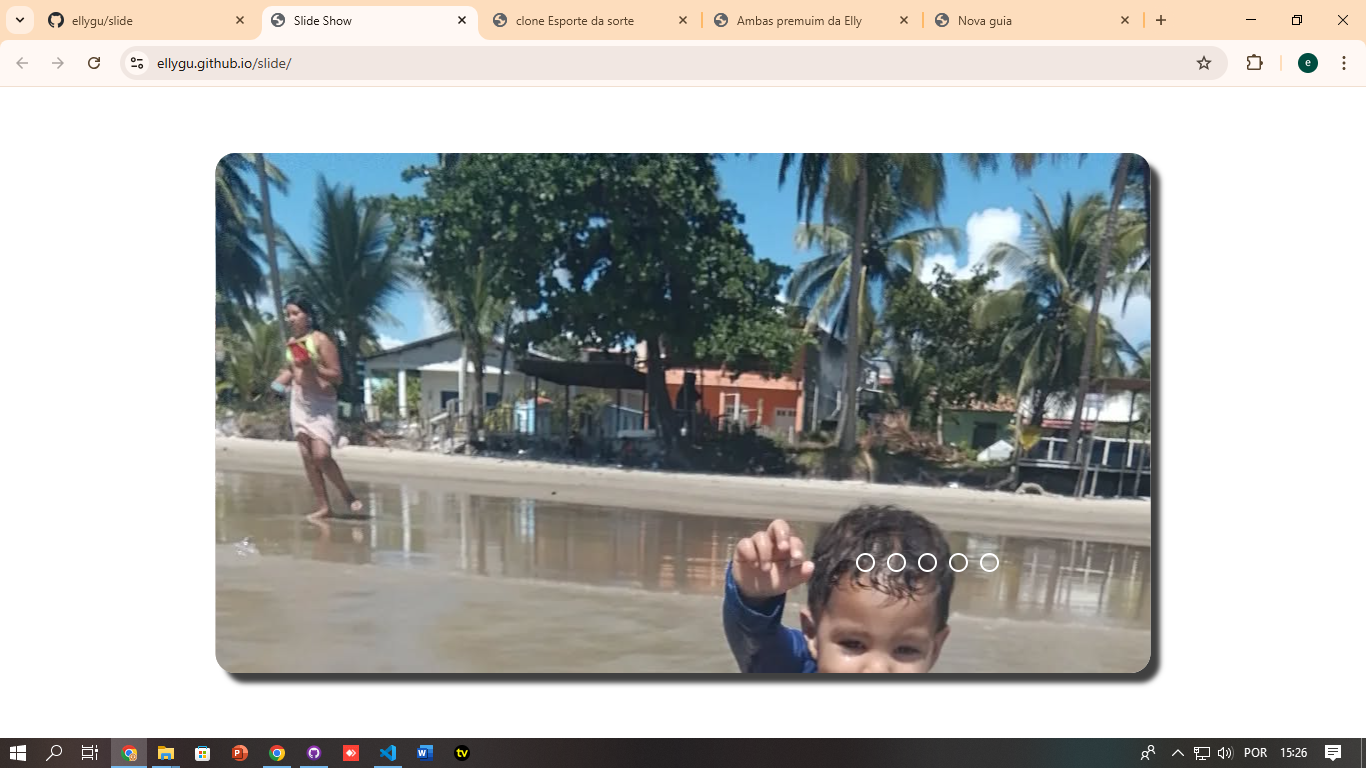 ellygu/slide
Slide Show
clone Esporte da sorte
Ambas premuim da Elly
Nova guia
ellygu.github.io/slide/
e
tv
POR
15:26